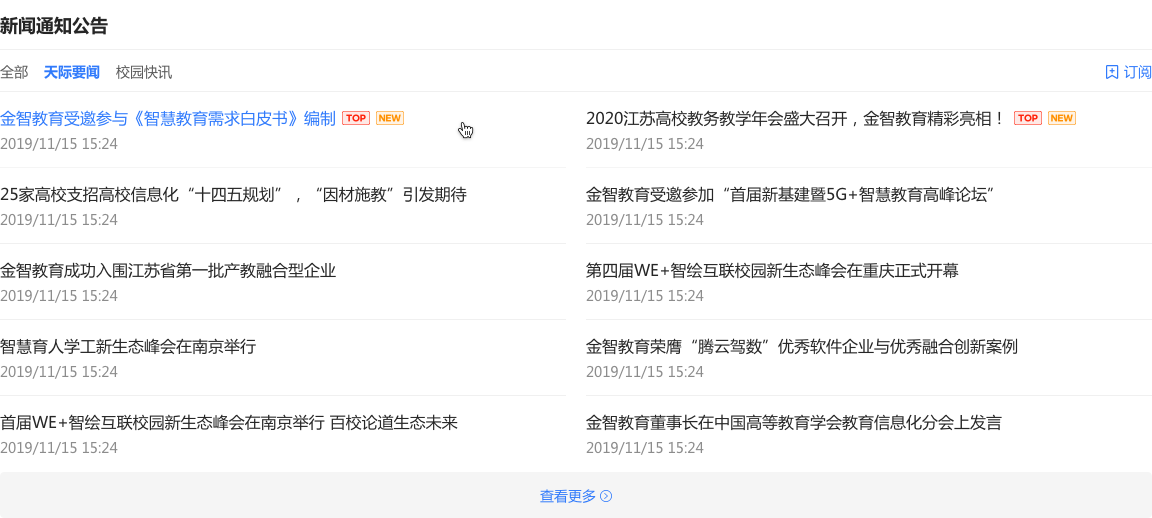 新闻通知公告
全部 天际要闻 校园快讯 订阅
金智教育受邀参与《智慧教育需求白皮书》编制 TOP NEW
2019/11/15 15:24
2020江苏高校教务教学年会盛大召开，金智教育精彩亮相！ TOP NEW
2019/11/15 15:24
25家高校支招高校信息化“十四五规划”，“因材施教”引发期待
2019/11/15 15:24
金智教育受邀参加“首届新基建暨5G+智慧教育高峰论坛”
2019/11/15 15:24
金智教育成功入围江苏省第一批产教融合型企业
2019/11/15 15:24
第四届WE+智绘互联校园新生态峰会在重庆正式开幕
2019/11/15 15:24
智慧育人学工新生态峰会在南京举行
2019/11/15 15:24
金智教育荣膺“腾云驾数”优秀软件企业与优秀融合创新案例
2019/11/15 15:24
首届WE+智绘互联校园新生态峰会在南京举行 百校论道生态未来
2019/11/15 15:24
金智教育董事长在中国高等教育学会教育信息化分会上发言
2019/11/15 15:24
查看更多